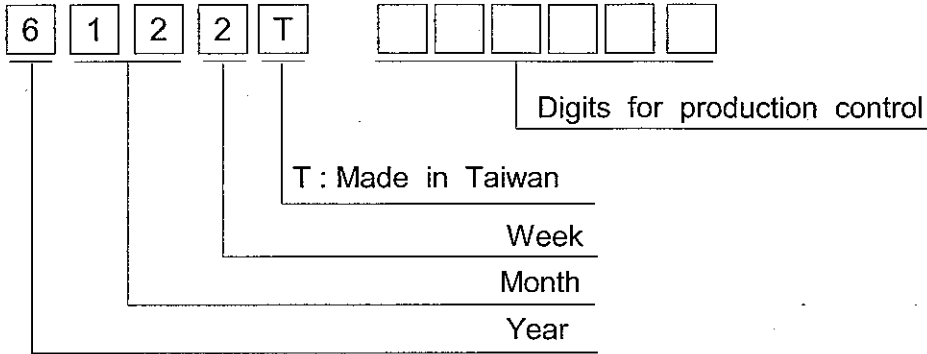 6 1 2 2 T
Digits for production control
T : Made in Taiwan
Week
Month
Year